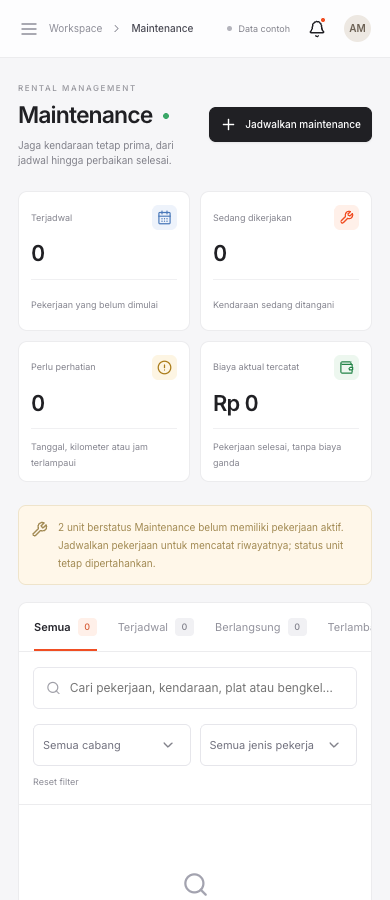 Workspace
Maintenance
Data contoh
AM
RENTAL MANAGEMENT
Maintenance
Jaga kendaraan tetap prima, dari
jadwal hingga perbaikan selesai.
Jadwalkan maintenance
Terjadwal
0
Pekerjaan yang belum dimulai
Sedang dikerjakan
0
Kendaraan sedang ditangani
Perlu perhatian
0
Tanggal, kilometer atau jam
terlampaui
Biaya aktual tercatat
Rp 0
Pekerjaan selesai, tanpa biaya
ganda
2 unit berstatus Maintenance belum memiliki pekerjaan aktif.
Jadwalkan pekerjaan untuk mencatat riwayatnya; status unit
tetap dipertahankan.
Semua 0
Terjadwal 0
Berlangsung 0
Terlamb
Cari pekerjaan, kendaraan, plat atau bengkel...
Semua cabang
Semua jenis pekerja
Reset filter